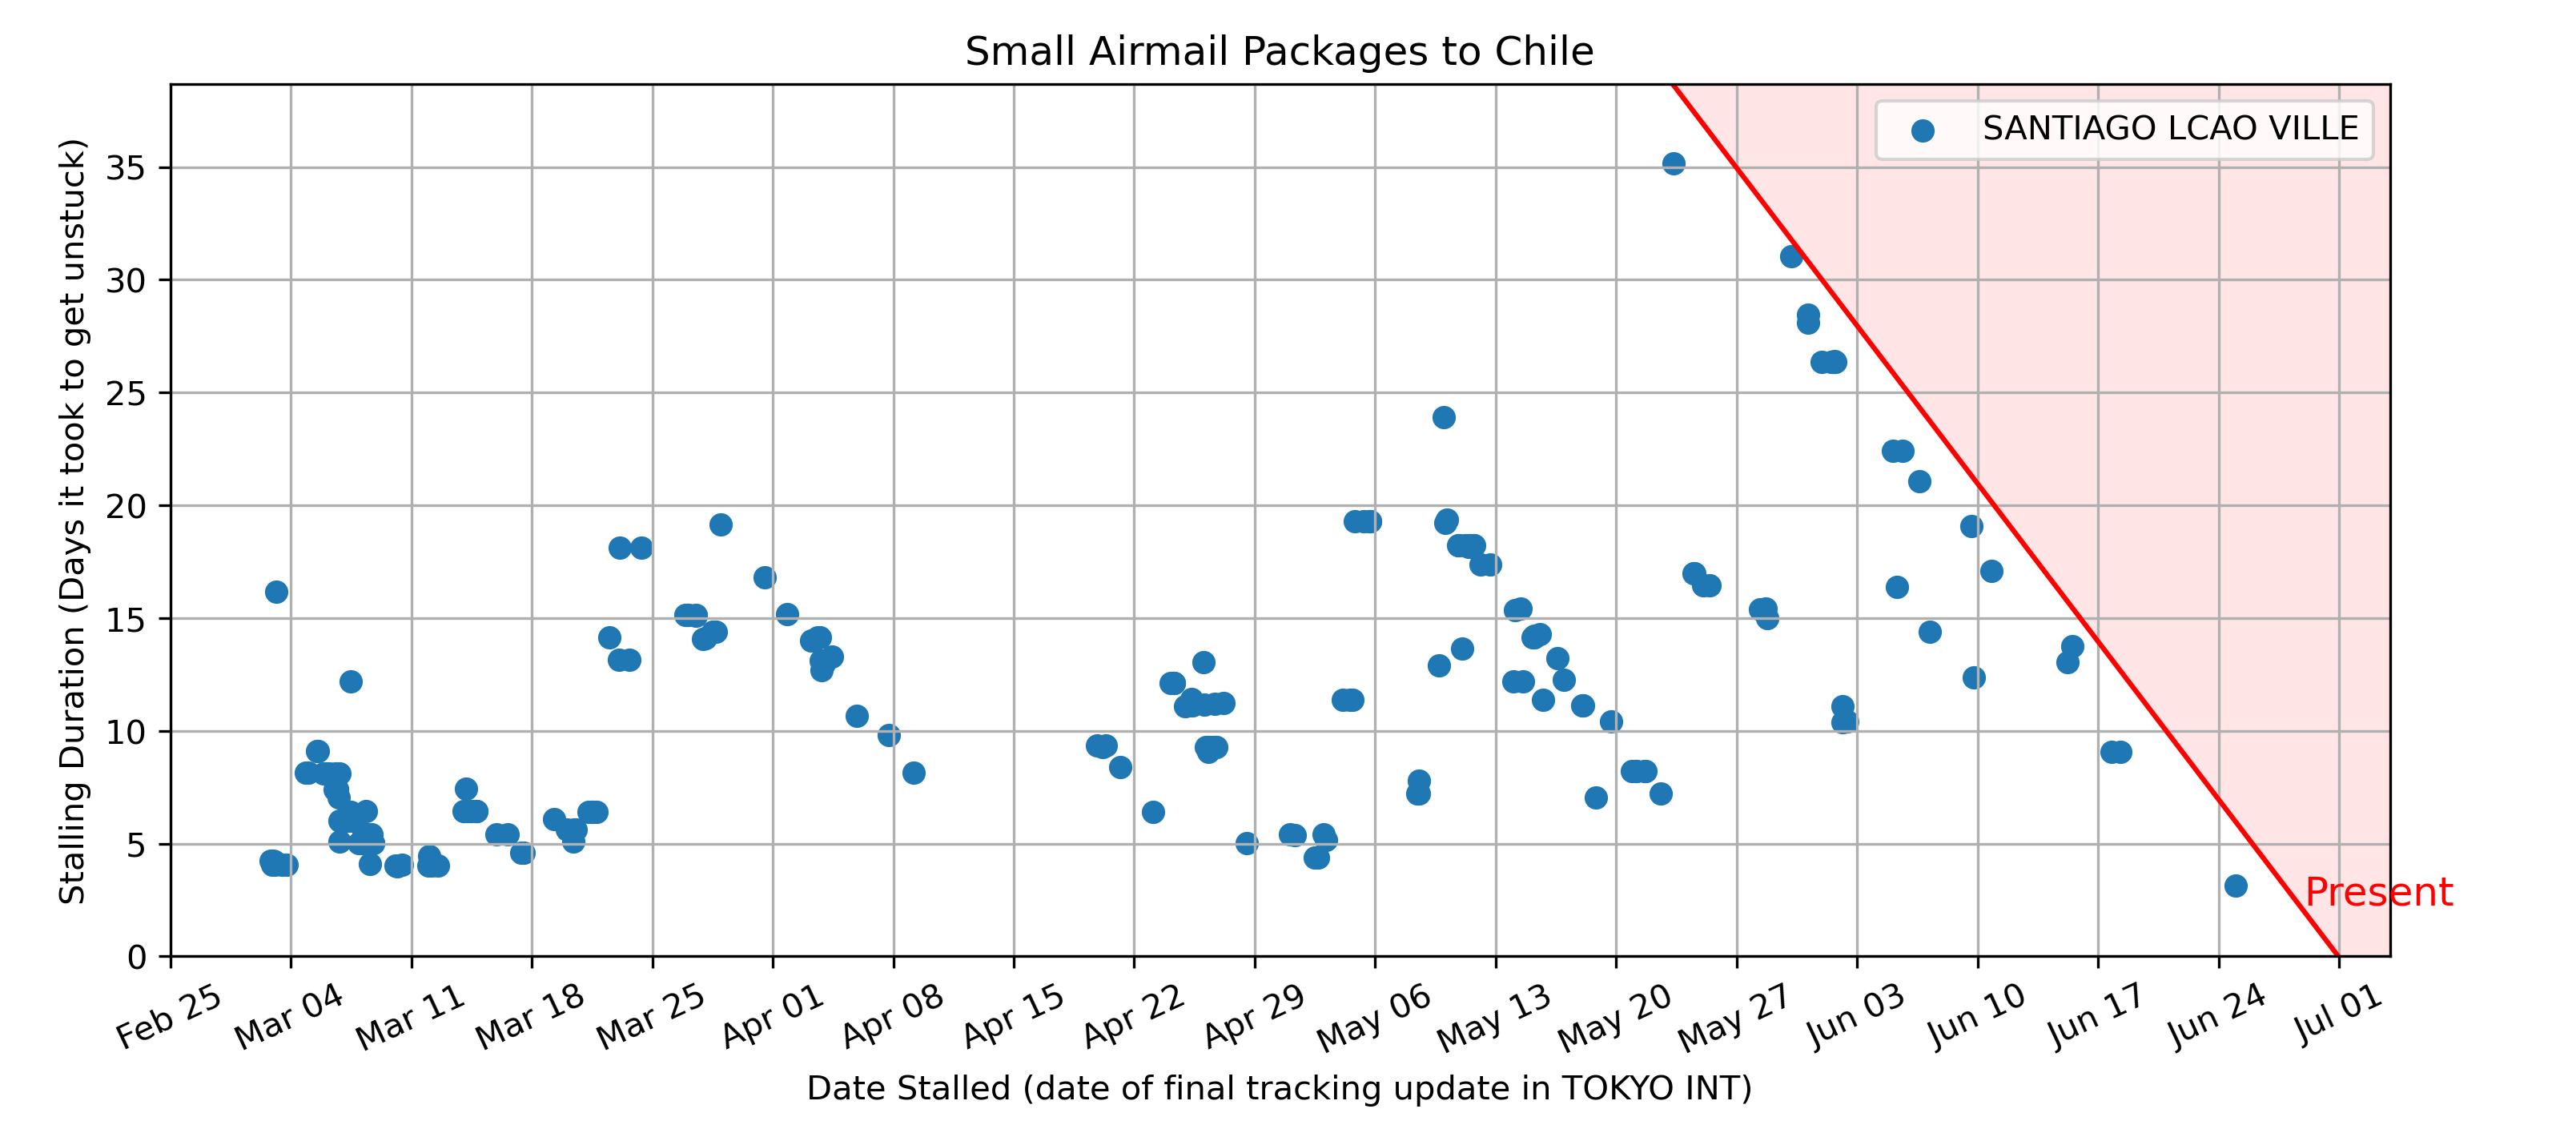 Small Airmail Packages to Chile
SANTIAGO LCAO VILLE
Stalling Duration (Days it took to get unstuck)
35
30
25
20
15
10
5
0
Present
Feb 25
Mar 04
Mar 11
Mar 18
Mar 25
Apr 01
Apr 08
Apr 15
Apr 22
Apr 29
May 06
May 13
May 20
May 27
Jun 03
Jun 10
Jun 17
Jun 24
Jul 01
Date Stalled (date of final tracking update in TOKYO INT)